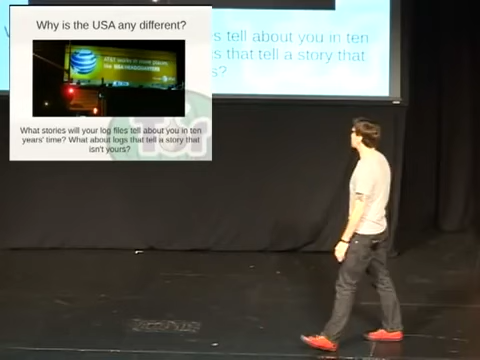 Why is the USA any different?
AT&T works in more places,
like NSA HEADQUARTERS
What stories will your log files tell about you in ten
years' time? What about logs that tell a story that
isn't yours?
s tell about you in ten
s that tell a story that
s?
Tor